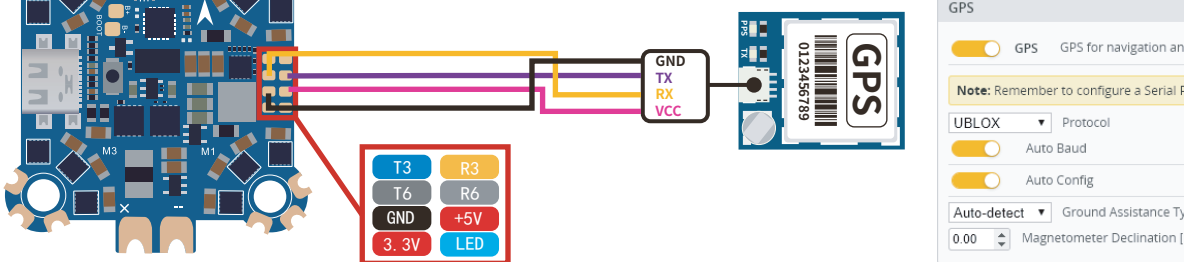 B+
BOOT
B-
M3
M1
GND
TX
RX
VCC
PPS
TX
0123456789
GPS
T3 R3
T6 R6
GND +5V
3.3V LED
GPS
GPS GPS for navigation an
Note: Remember to configure a Serial P
UBLOX Protocol
Auto Baud
Auto Config
Auto-detect Ground Assistance Ty
0.00 Magnetometer Declination [